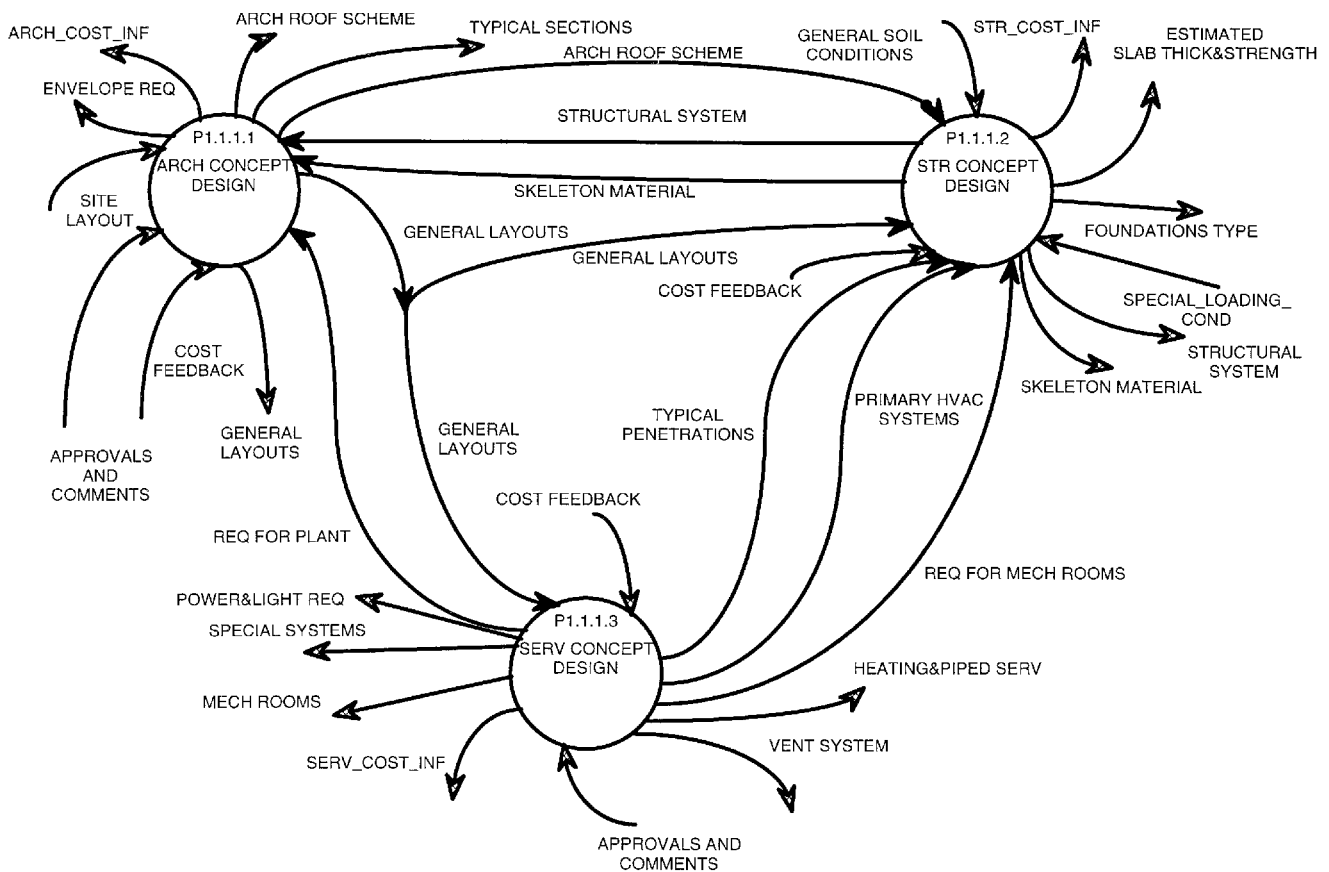 ARCH ROOF SCHEME
TYPICAL SECTIONS
ARCH_COST_INF
GENERAL SOIL
CONDITIONS
STR_COST_INF
ESTIMATED
SLAB THICK&STRENGTH
ARCH ROOF SCHEME
ENVELOPE REQ
STRUCTURAL SYSTEM
P1.1.1.1
ARCH CONCEPT
DESIGN
P1.1.1.2
STR CONCEPT
DESIGN
SKELETON MATERIAL
SITE
LAYOUT
GENERAL LAYOUTS
GENERAL LAYOUTS
FOUNDATIONS TYPE
COST FEEDBACK
SPECIAL_LOADING_
COND
STRUCTURAL
SYSTEM
SKELETON MATERIAL
COST
FEEDBACK
GENERAL
LAYOUTS
APPROVALS
AND
COMMENTS
GENERAL
LAYOUTS
TYPICAL
PENETRATIONS
PRIMARY HVAC
SYSTEMS
COST FEEDBACK
REQ FOR PLANT
REQ FOR MECH ROOMS
POWER&LIGHT REQ
SPECIAL SYSTEMS
P1.1.1.3
SERV CONCEPT
DESIGN
HEATING&PIPED SERV
MECH ROOMS
VENT SYSTEM
SERV_COST_INF
APPROVALS AND
COMMENTS